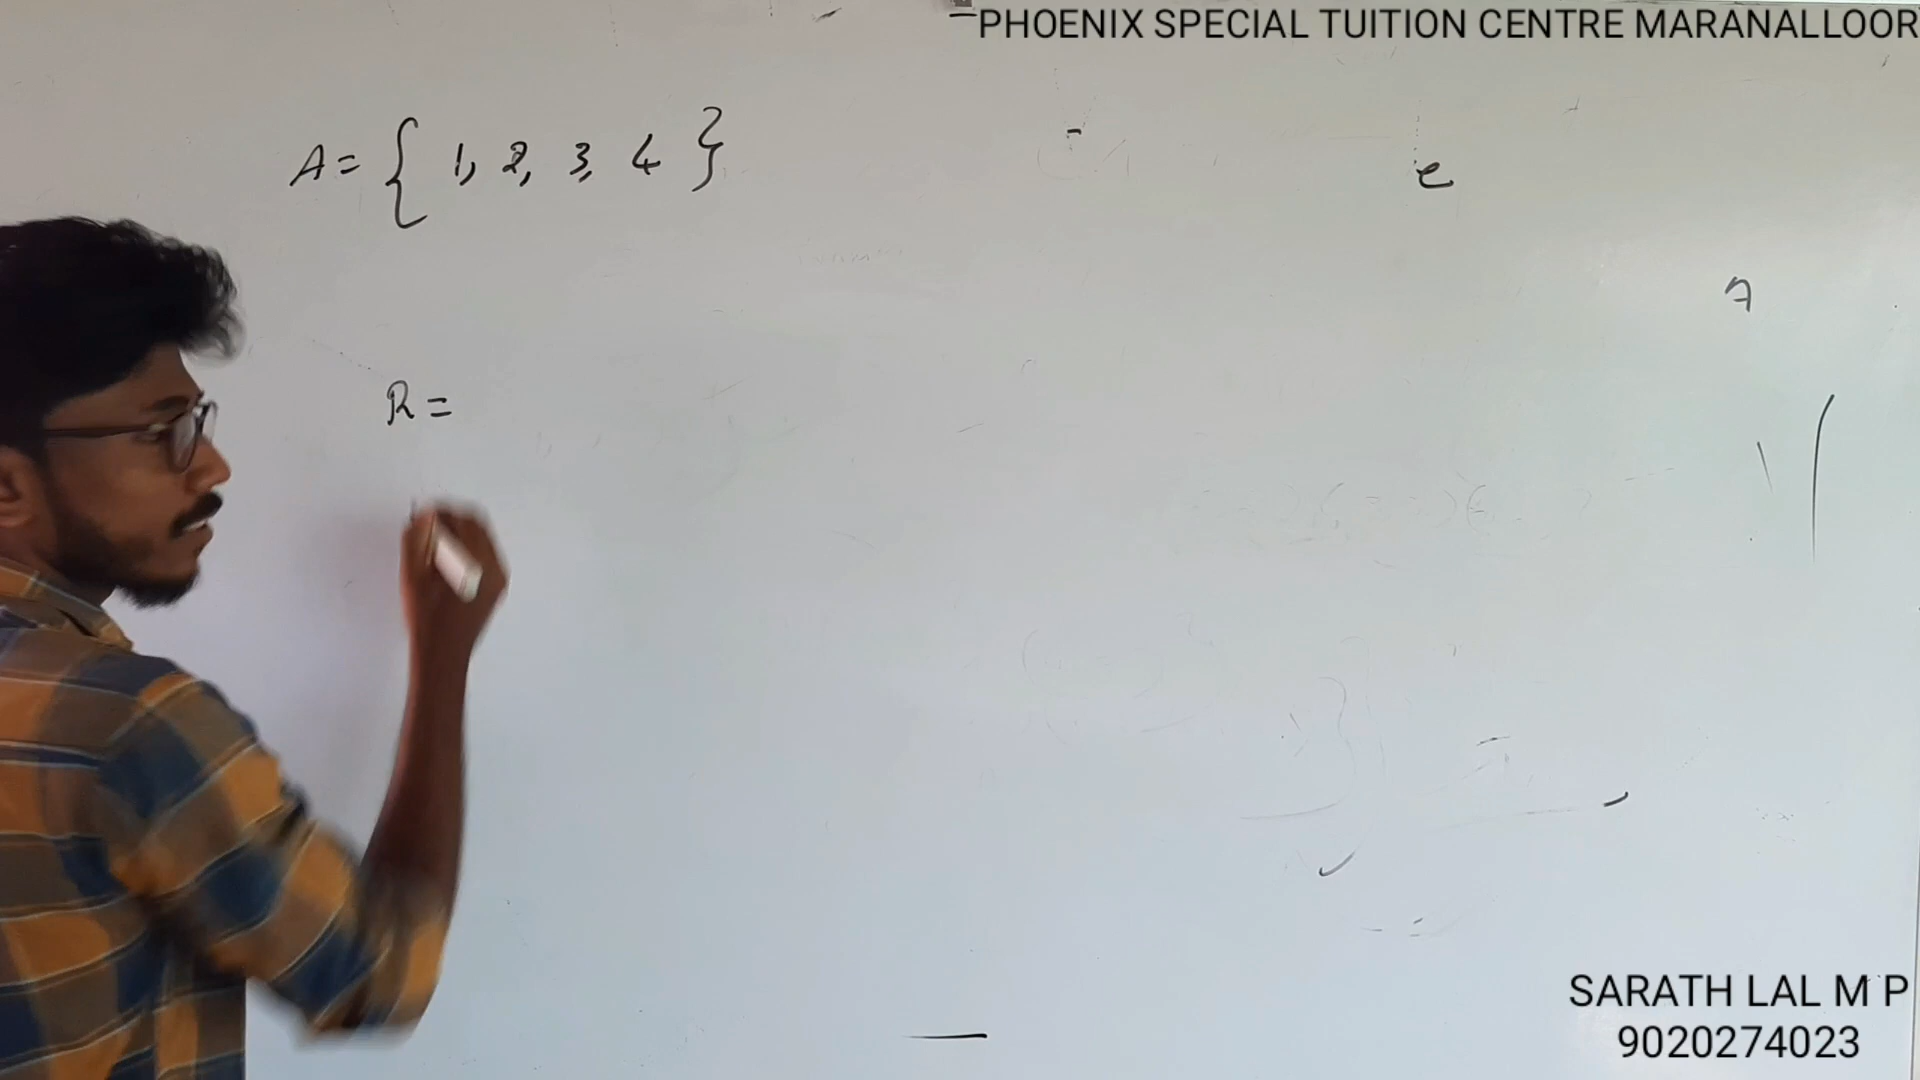 PHOENIX SPECIAL TUITION CENTRE MARANALLOOR
A = { 1, 2, 3, 4 }
e
R =
SARATH LAL M P
9020274023